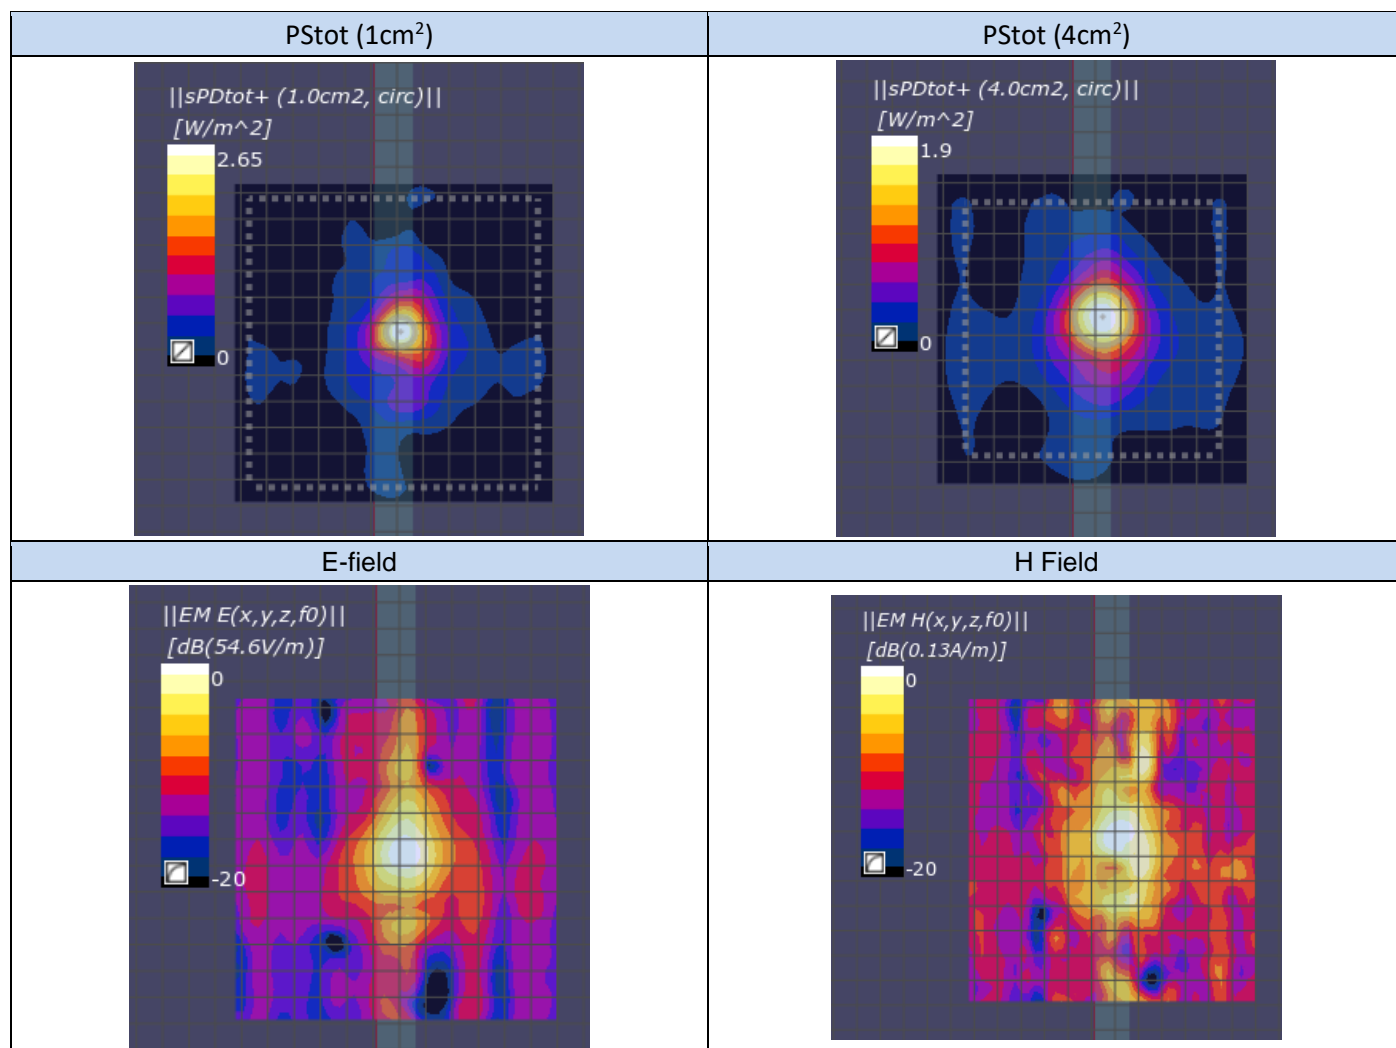 PStot (1cm²)
PStot (4cm²)
||sPDtot+ (1.0cm2, circ)||
[W/m^2]
2.65
0
||sPDtot+ (4.0cm2, circ)||
[W/m^2]
1.9
0
E-field
H Field
||EM E(x,y,z,f0)||
[dB(54.6V/m)]
0
-20
||EM H(x,y,z,f0)||
[dB(0.13A/m)]
0
-20